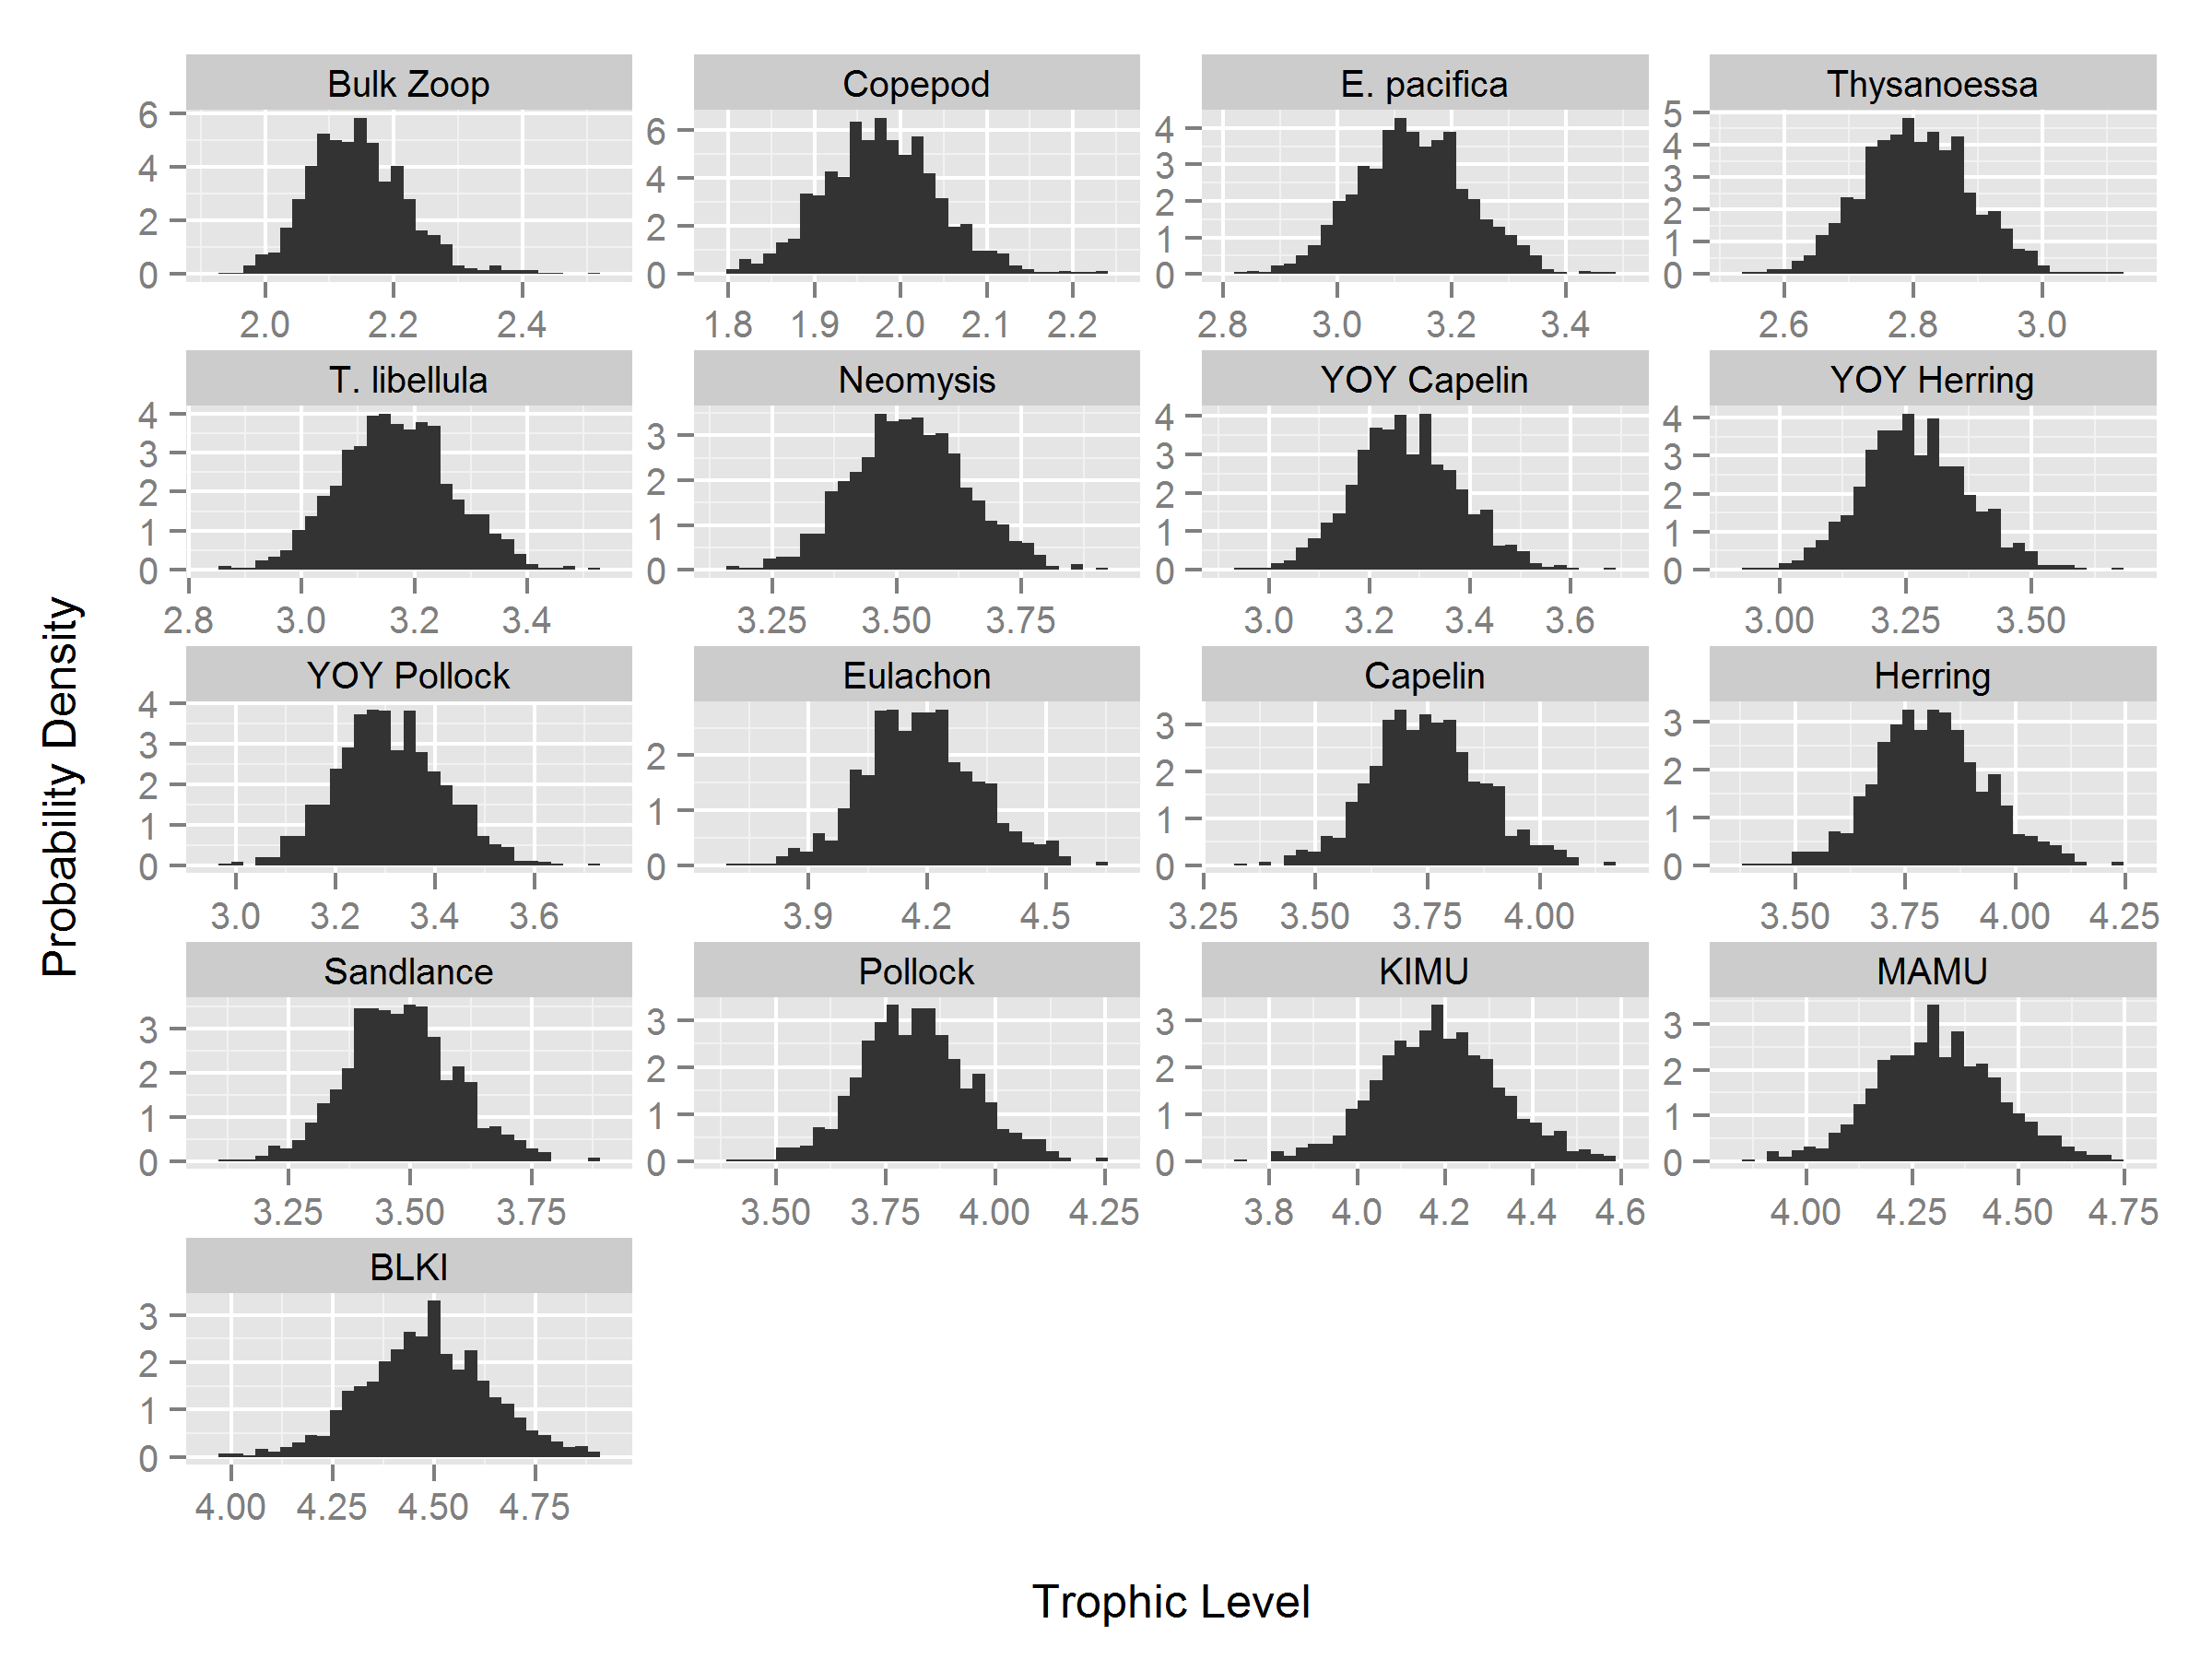 Bulk Zoop
Copepod
E. pacifica
Thysanoessa
6
4
2
0
6
4
2
0
4
3
2
1
0
5
4
3
2
1
0
2.0 2.2 2.4
1.8 1.9 2.0 2.1 2.2
2.8 3.0 3.2 3.4
2.6 2.8 3.0
T. libellula
Neomysis
YOY Capelin
YOY Herring
4
3
2
1
0
3
2
1
0
4
3
2
1
0
4
3
2
1
0
2.8 3.0 3.2 3.4
3.25 3.50 3.75
3.0 3.2 3.4 3.6
3.00 3.25 3.50
YOY Pollock
Eulachon
Capelin
Herring
4
3
2
1
0
2
1
0
3
2
1
0
3
2
1
0
3.0 3.2 3.4 3.6
3.9 4.2 4.5
3.25 3.50 3.75 4.00
3.50 3.75 4.00 4.25
Sandlance
Pollock
KIMU
MAMU
3
2
1
0
3
2
1
0
3
2
1
0
3
2
1
0
3.25 3.50 3.75
3.50 3.75 4.00 4.25
3.8 4.0 4.2 4.4 4.6
4.00 4.25 4.50 4.75
BLKI
3
2
1
0
4.00 4.25 4.50 4.75
Probability Density
Trophic Level